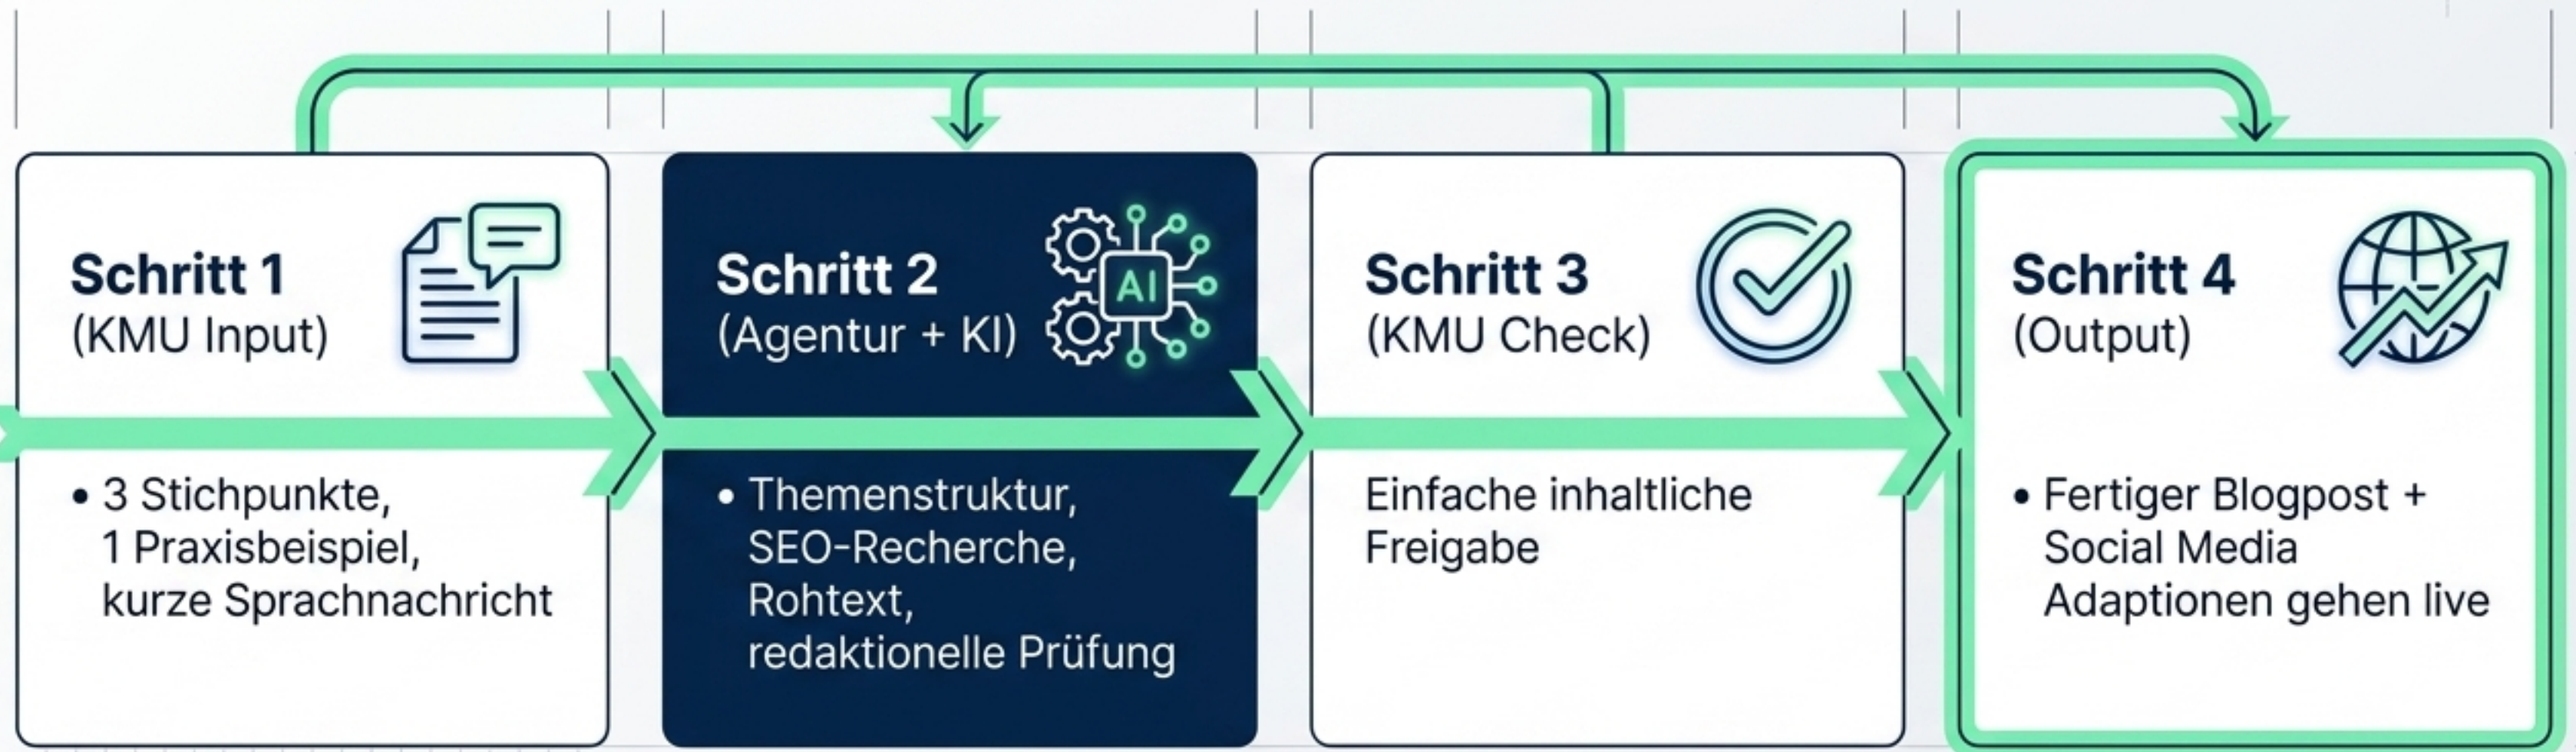 Schritt 1
(KMU Input)
• 3 Stichpunkte,
1 Praxisbeispiel,
kurze Sprachnachricht
Schritt 2
(Agentur + KI)
AI
• Themenstruktur,
SEO-Recherche,
Rohtext,
redaktionelle Prüfung
Schritt 3
(KMU Check)
Einfache inhaltliche
Freigabe
Schritt 4
(Output)
• Fertiger Blogpost +
Social Media
Adaptionen gehen live